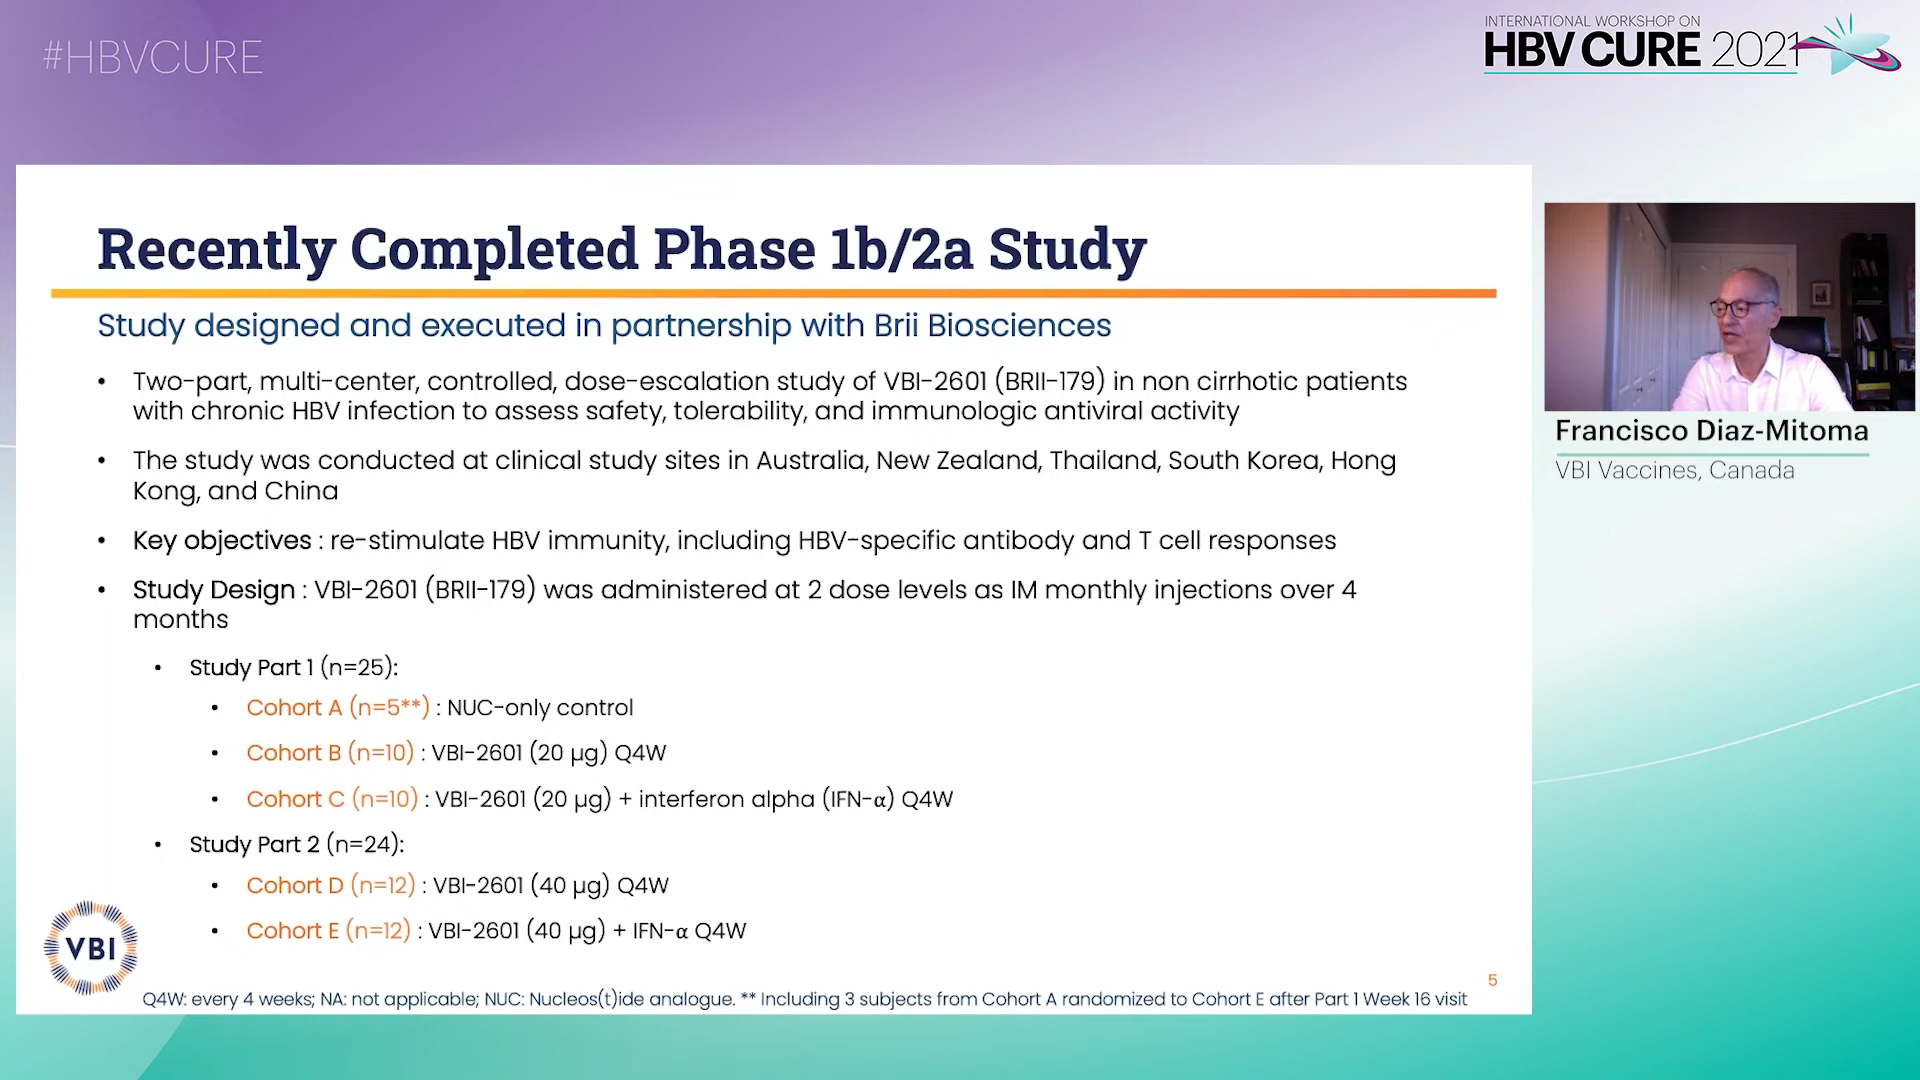 #HBVCURE
INTERNATIONAL WORKSHOP ON
HBV CURE 2021
Recently Completed Phase 1b/2a Study
Study designed and executed in partnership with Brii Biosciences
• Two-part, multi-center, controlled, dose-escalation study of VBI-2601 (BRII-179) in non cirrhotic patients
with chronic HBV infection to assess safety, tolerability, and immunologic antiviral activity
• The study was conducted at clinical study sites in Australia, New Zealand, Thailand, South Korea, Hong
Kong, and China
• Key objectives : re-stimulate HBV immunity, including HBV-specific antibody and T cell responses
• Study Design : VBI-2601 (BRII-179) was administered at 2 dose levels as IM monthly injections over 4
months
• Study Part 1 (n=25):
• Cohort A (n=5**) : NUC-only control
• Cohort B (n=10) : VBI-2601 (20 µg) Q4W
• Cohort C (n=10) : VBI-2601 (20 µg) + interferon alpha (IFN-α) Q4W
• Study Part 2 (n=24):
• Cohort D (n=12) : VBI-2601 (40 µg) Q4W
• Cohort E (n=12) : VBI-2601 (40 µg) + IFN-α Q4W
VBI
5
Q4W: every 4 weeks; NA: not applicable; NUC: Nucleos(t)ide analogue. ** Including 3 subjects from Cohort A randomized to Cohort E after Part 1 Week 16 visit
Francisco Diaz-Mitoma
VBI Vaccines, Canada